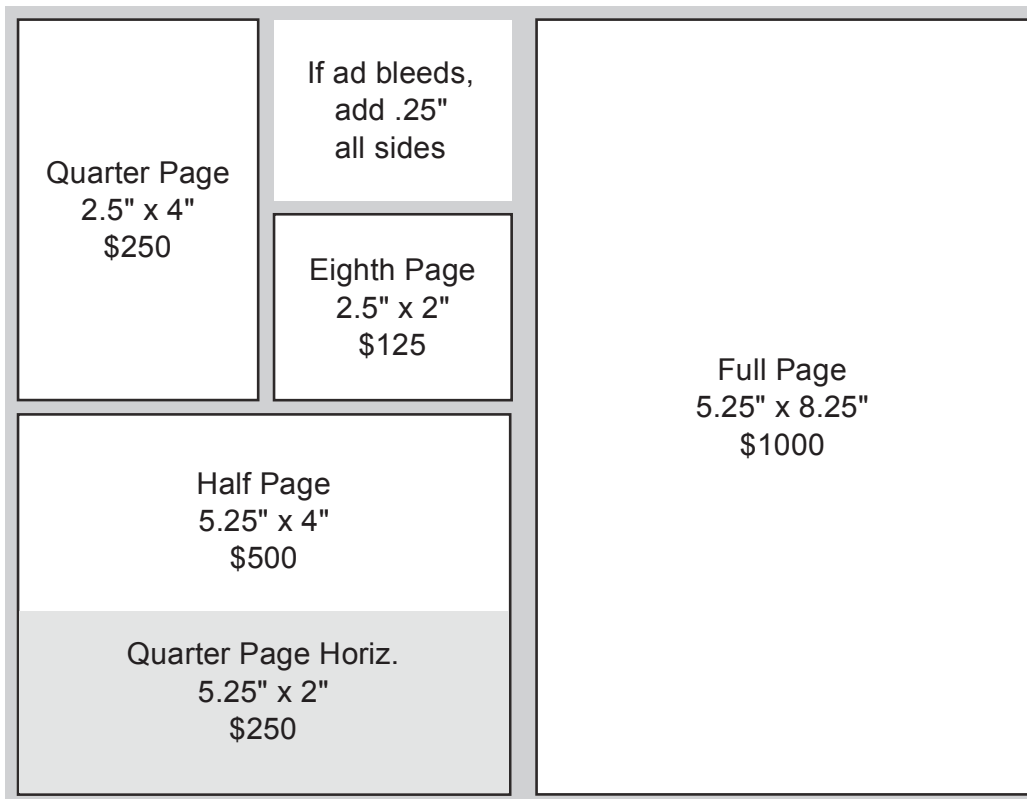 Quarter Page
2.5" x 4"
$250
If ad bleeds,
add .25"
all sides
Eighth Page
2.5" x 2"
$125
Half Page
5.25" x 4"
$500
Quarter Page Horiz.
5.25" x 2"
$250
Full Page
5.25" x 8.25"
$1000